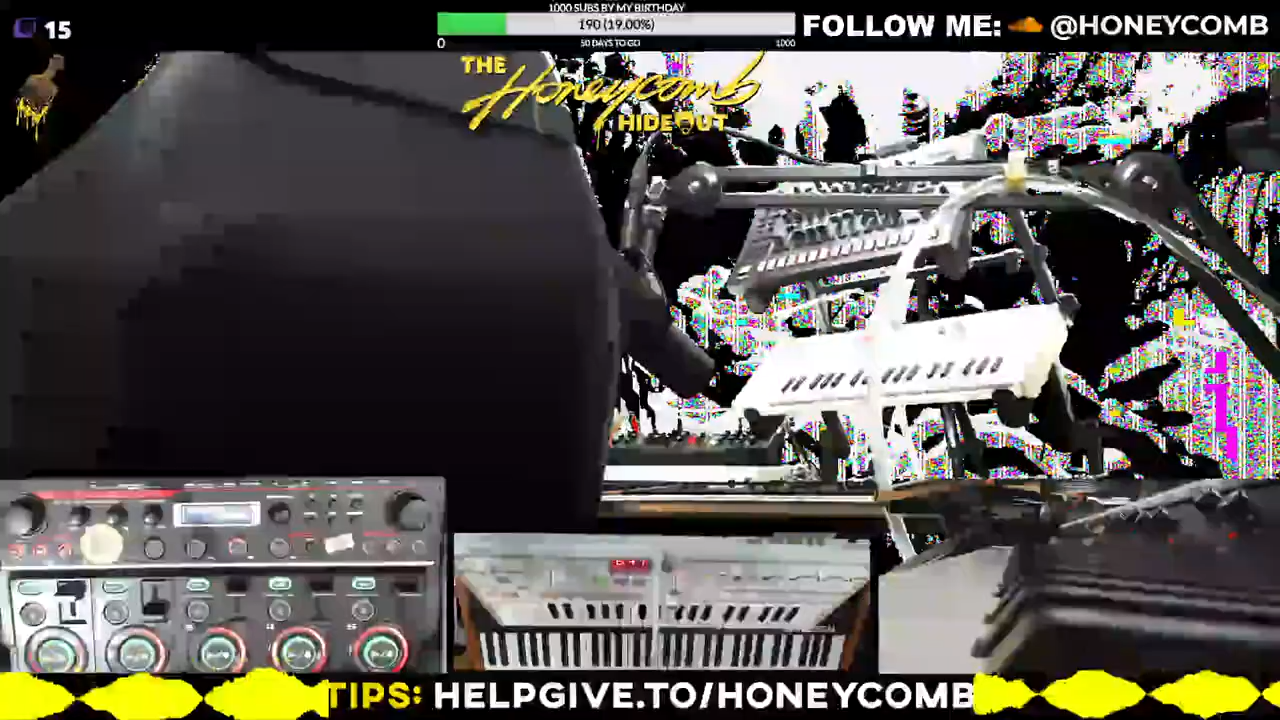 15
1000 SUBS BY MY BIRTHDAY
190 (19.00%)
0 50 DAYS TO GO 1000
FOLLOW ME: @HONEYCOMB
THE
Honeycomb
HIDEOUT
TIPS: HELPGIVE.TO/HONEYCOMB